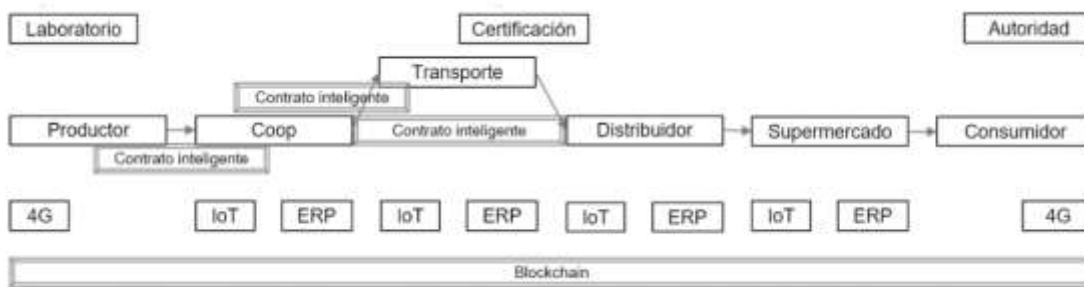 Laboratorio
Certificación
Autoridad
Transporte
Contrato inteligente
Productor
Coop
Contrato inteligente
Distribuidor
Supermercado
Consumidor
Contrato inteligente
4G
IoT
ERP
IoT
ERP
IoT
ERP
IoT
ERP
4G
Blockchain